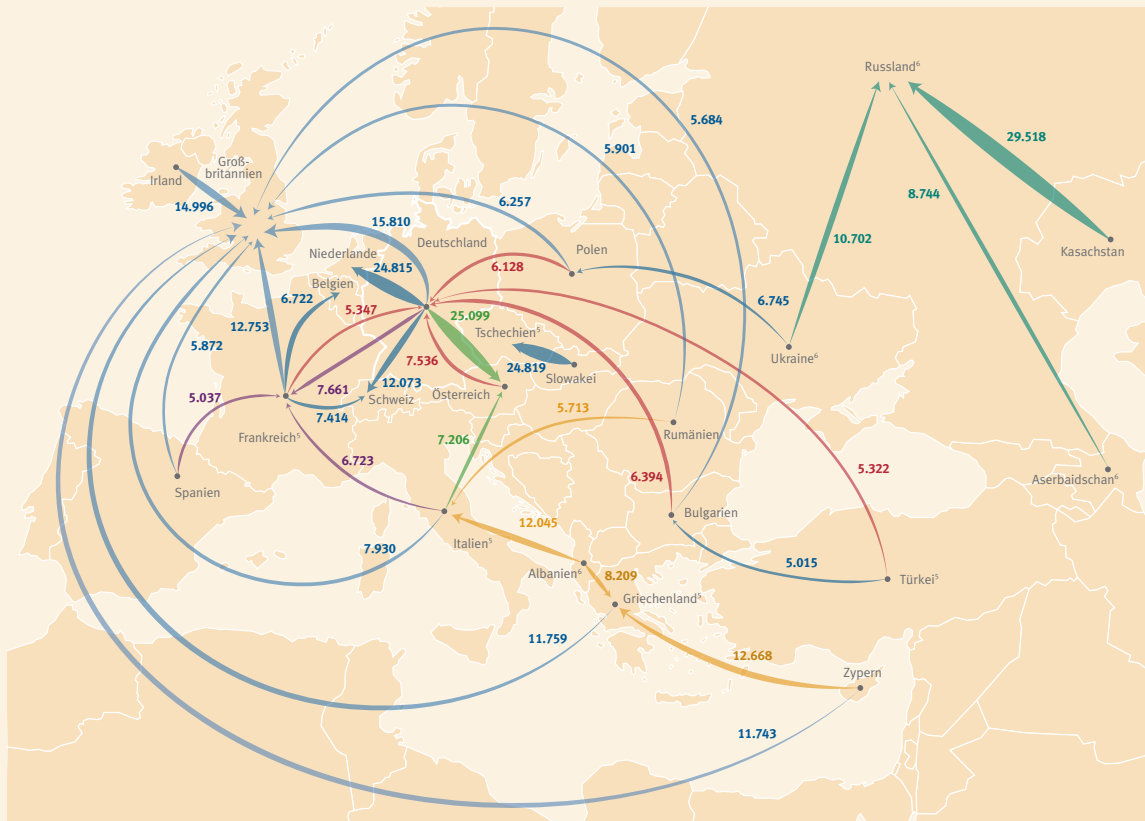 Russland⁶
5.684
29.518
5.901
Groß-
britannien
Irland
8.744
14.996
6.257
15.810
10.702
Deutschland
Polen
Kasachstan
Niederlande
24.815
6.128
Belgien
6.722
5.347
25.099
6.745
12.753
Tschechien⁵
5.872
7.536
Ukraine⁶
24.819
Slowakei
12.073
7.661
5.037
Schweiz
Österreich
7.414
5.713
Frankreich⁵
7.206
Rumänien
6.723
6.394
5.322
Aserbaidschan⁶
Spanien
Bulgarien
12.045
Italien⁵
7.930
5.015
Albanien⁶
8.209
Türkei⁵
Griechenland⁵
11.759
12.668
Zypern
11.743